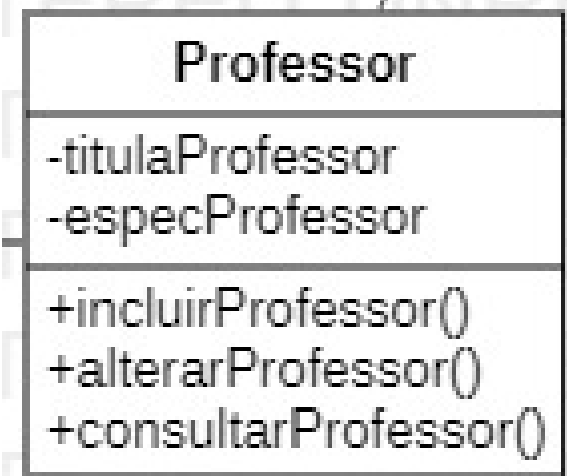 Professor
-titulaProfessor
-especProfessor
+incluirProfessor()
+alterarProfessor()
+consultarProfessor()